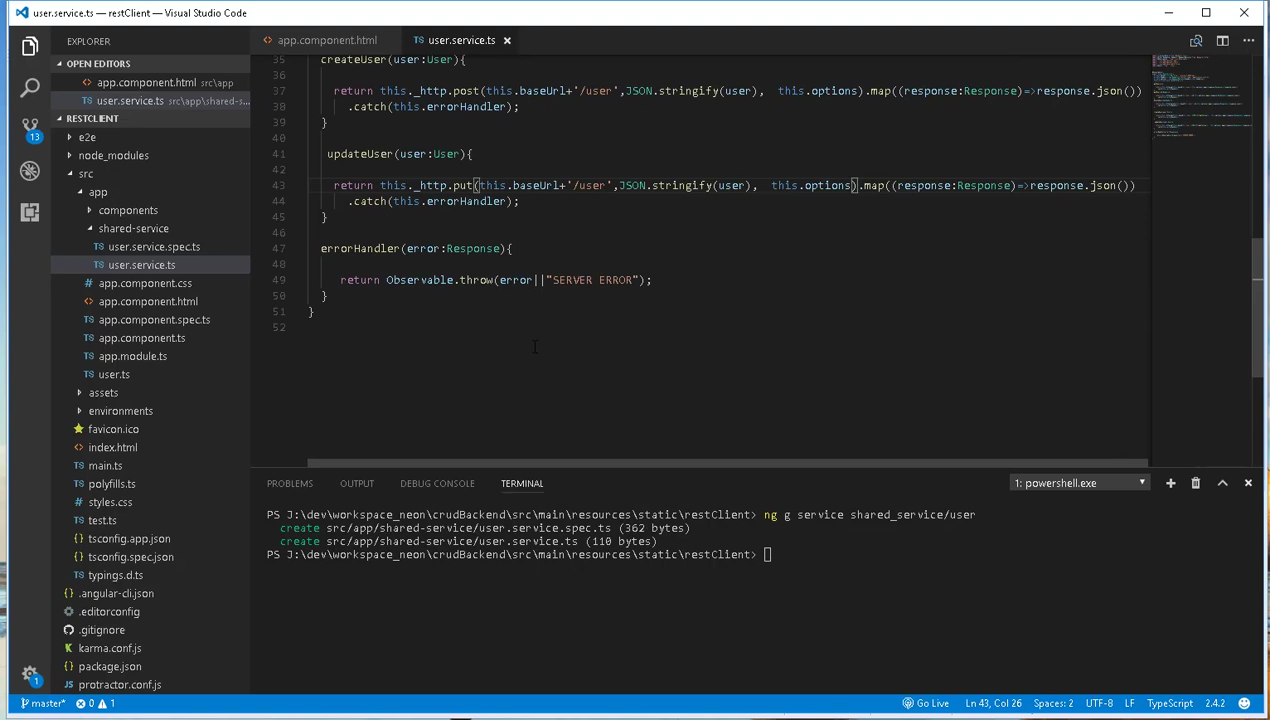 user.service.ts — restClient — Visual Studio Code
EXPLORER
OPEN EDITORS
app.component.html src\app
user.service.ts src\app\shared-s...
RESTCLIENT
e2e
node_modules
src
app
components
shared-service
user.service.spec.ts
user.service.ts
app.component.css
app.component.html
app.component.spec.ts
app.component.ts
app.module.ts
user.ts
assets
environments
favicon.ico
index.html
main.ts
polyfills.ts
styles.css
test.ts
tsconfig.app.json
tsconfig.spec.json
typings.d.ts
.angular-cli.json
.editorconfig
.gitignore
karma.conf.js
package.json
protractor.conf.js
13
1
app.component.html
TS user.service.ts
35 createUser(user:User){
36
37 return this._http.post(this.baseUrl+'/user',JSON.stringify(user),  this.options).map((response:Response)=>response.json())
38 .catch(this.errorHandler);
39 }
40
41 updateUser(user:User){
42
43 return this._http.put(this.baseUrl+'/user',JSON.stringify(user),  this.options).map((response:Response)=>response.json())
44 .catch(this.errorHandler);
45 }
46
47 errorHandler(error:Response){
48
49 return Observable.throw(error||"SERVER ERROR");
50 }
51 }
52
PROBLEMS OUTPUT DEBUG CONSOLE TERMINAL 1: powershell.exe
PS J:\dev\workspace_neon\crudBackend\src\main\resources\static\restClient> ng g service shared_service/user
create src/app/shared-service/user.service.spec.ts (362 bytes)
create src/app/shared-service/user.service.ts (110 bytes)
PS J:\dev\workspace_neon\crudBackend\src\main\resources\static\restClient>
master* 0 1 Go Live Ln 43, Col 26 Spaces: 2 UTF-8 LF TypeScript 2.4.2